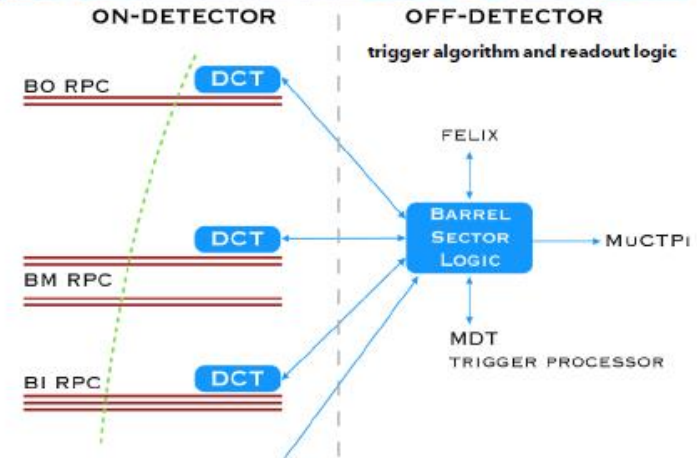 ON-DETECTOR
OFF-DETECTOR
trigger algorithm and readout logic
DCT
BO RPC
FELIX
BARREL
SECTOR
LOGIC
DCT
MUCTPI
BM RPC
MDT
TRIGGER PROCESSOR
DCT
BI RPC